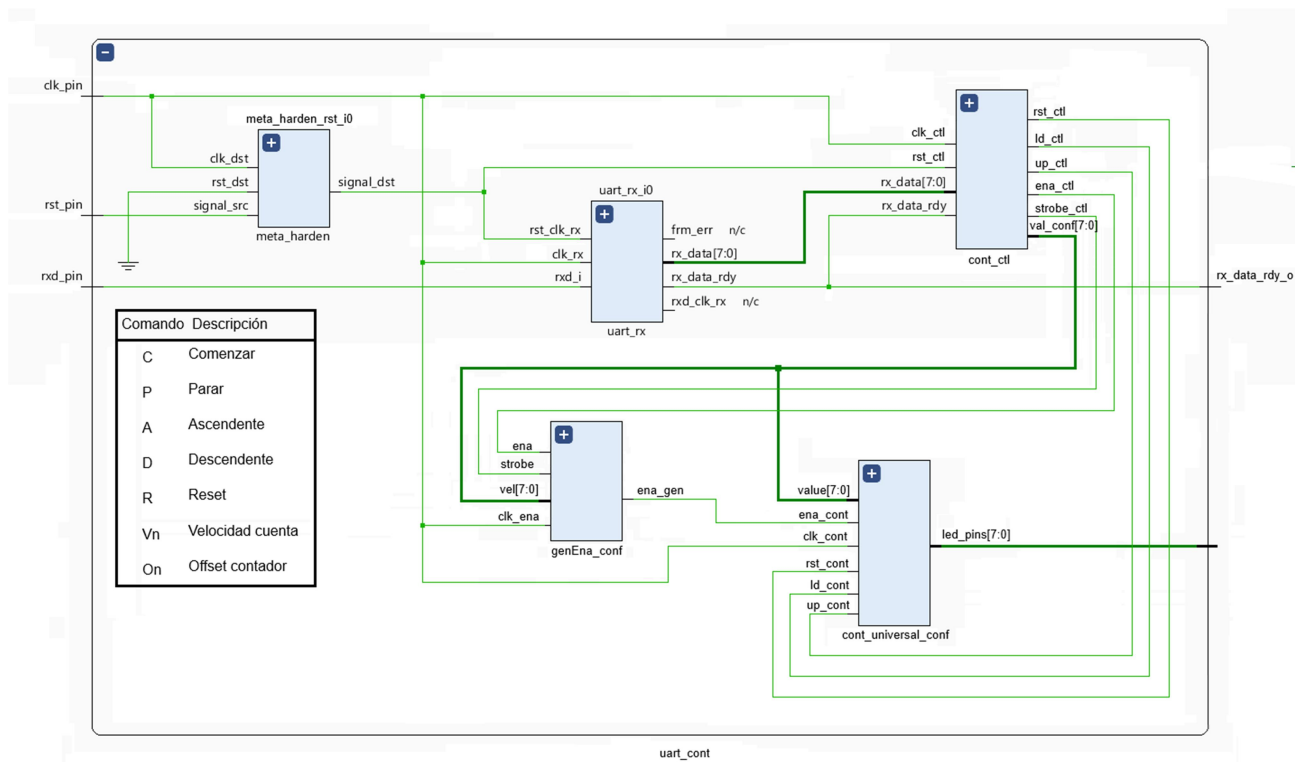 clk_pin
rst_pin
rxd_pin
meta_harden_rst_i0
clk_dst
rst_dst
signal_src
signal_dst
meta_harden
uart_rx_i0
rst_clk_rx
clk_rx
rxd_i
frm_err n/c
rx_data[7:0]
rx_data_rdy
rxd_clk_rx n/c
uart_rx
clk_ctl
rst_ctl
rx_data[7:0]
rx_data_rdy
rst_ctl
ld_ctl
up_ctl
ena_ctl
strobe_ctl
val_conf[7:0]
cont_ctl
rx_data_rdy_o
Comando Descripción
C Comenzar
P Parar
A Ascendente
D Descendente
R Reset
Vn Velocidad cuenta
On Offset contador
ena
strobe
vel[7:0]
clk_ena
ena_gen
genEna_conf
value[7:0]
ena_cont
clk_cont
rst_cont
ld_cont
up_cont
led_pins[7:0]
cont_universal_conf
uart_cont